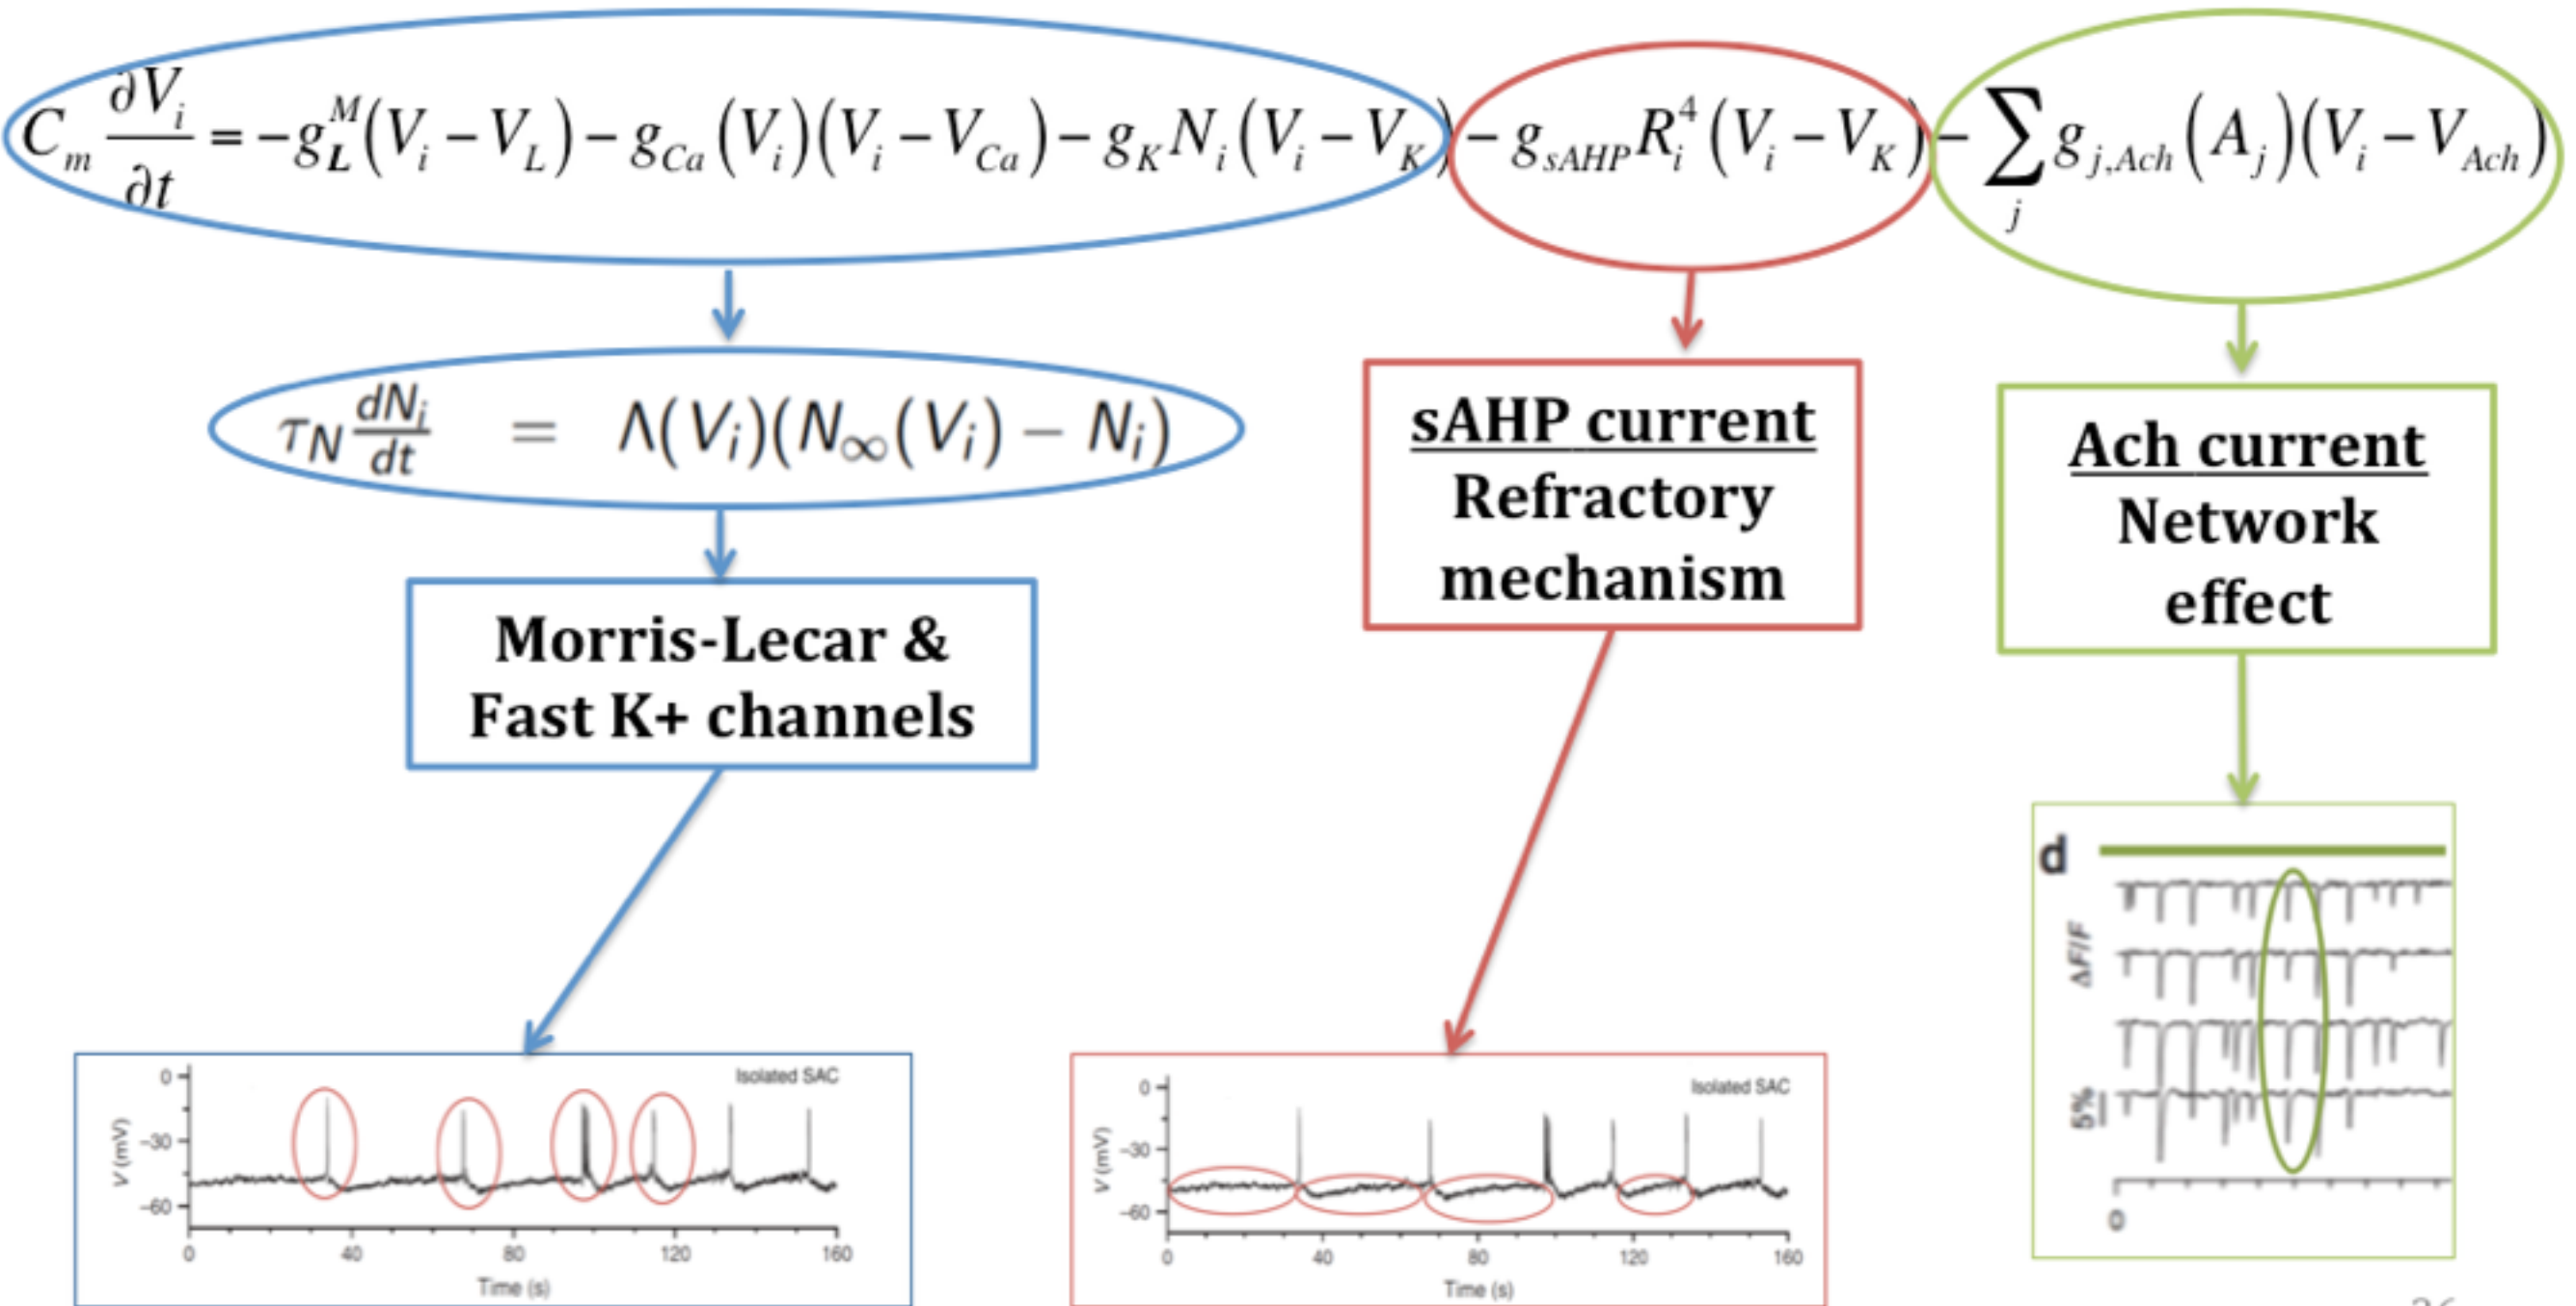 C_m ∂V_i/∂t = −g_L^M(V_i − V_L) − g_Ca(V_i)(V_i − V_Ca) − g_K N_i(V_i − V_K) − g_sAHP R_i^4(V_i − V_K) − ∑_j g_j,Ach(A_j)(V_i − V_Ach)
τ_N dN_i/dt = Λ(V_i)(N_∞(V_i) − N_i)
Morris-Lecar &
Fast K+ channels
sAHP current
Refractory
mechanism
Ach current
Network
effect
Isolated SAC
V (mV)
0
−30
−60
0 40 80 120 160
Time (s)
Isolated SAC
V (mV)
0
−30
−60
0 40 80 120 160
Time (s)
d
ΔF/F
5%
0